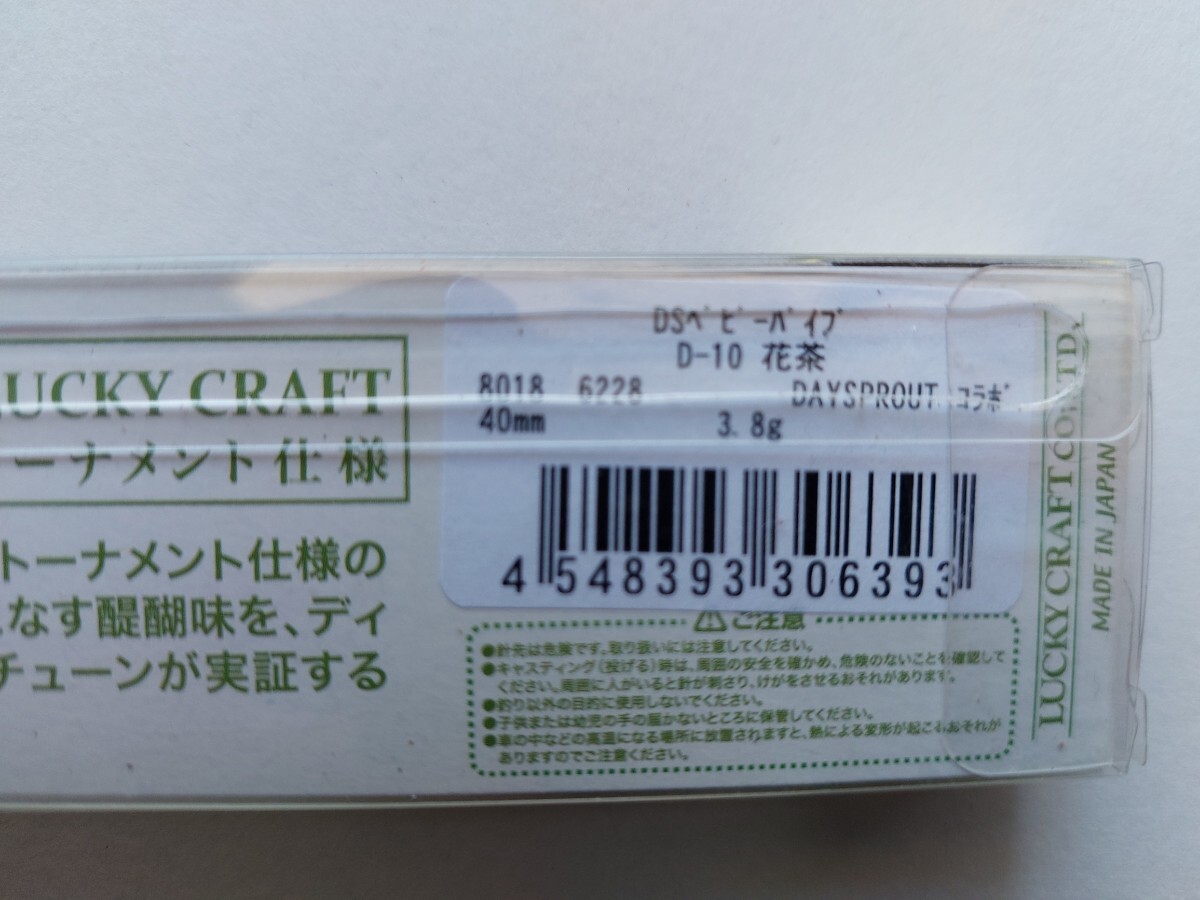 LUCKY CRAFT
ーナメント仕様
トーナメント仕様の
なす醍醐味を、ディ
チューンが実証する
DSベビーバイブ
D-10 花茶
8018 6228 DAYSPROUT コラボ
40mm 3.8g
4 548393 306393
⚠ご注意
●針先は危険です。取り扱いには注意してください。
●キャスティング(投げる)時は、周囲の安全を確かめ、危険のないことを確認して
ください。周囲に人がいると針が刺さり、けがをさせるおそれがあります。
●釣り以外の目的に使用しないでください。
●子供または幼児の手の届かないところに保管してください。
●車の中などの高温になる場所に放置されますと、熱による変形が起こるおそれが
ありますのでご注意ください。
LUCKY CRAFT CO.,LTD.
MADE IN JAPAN